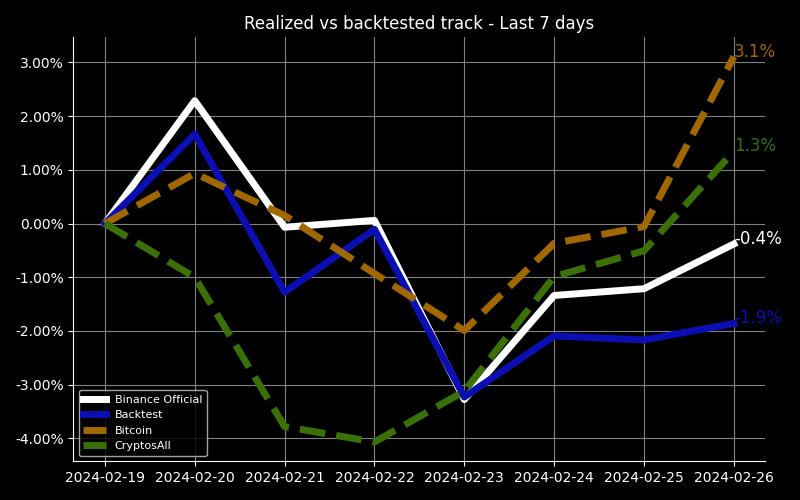 Realized vs backtested track - Last 7 days
3.00%
2.00%
1.00%
0.00%
-1.00%
-2.00%
-3.00%
-4.00%
3.1%
1.3%
-0.4%
-1.9%
Binance Official
Backtest
Bitcoin
CryptosAll
2024-02-19 2024-02-20 2024-02-21 2024-02-22 2024-02-23 2024-02-24 2024-02-25 2024-02-26